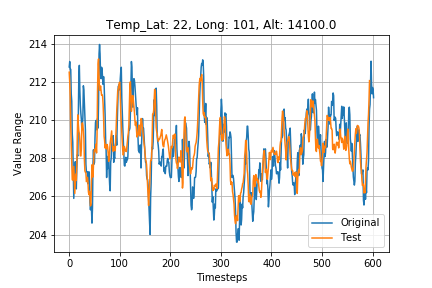 Temp_Lat: 22, Long: 101, Alt: 14100.0
Value Range
214
212
210
208
206
204
0 100 200 300 400 500 600
Timesteps
Original
Test